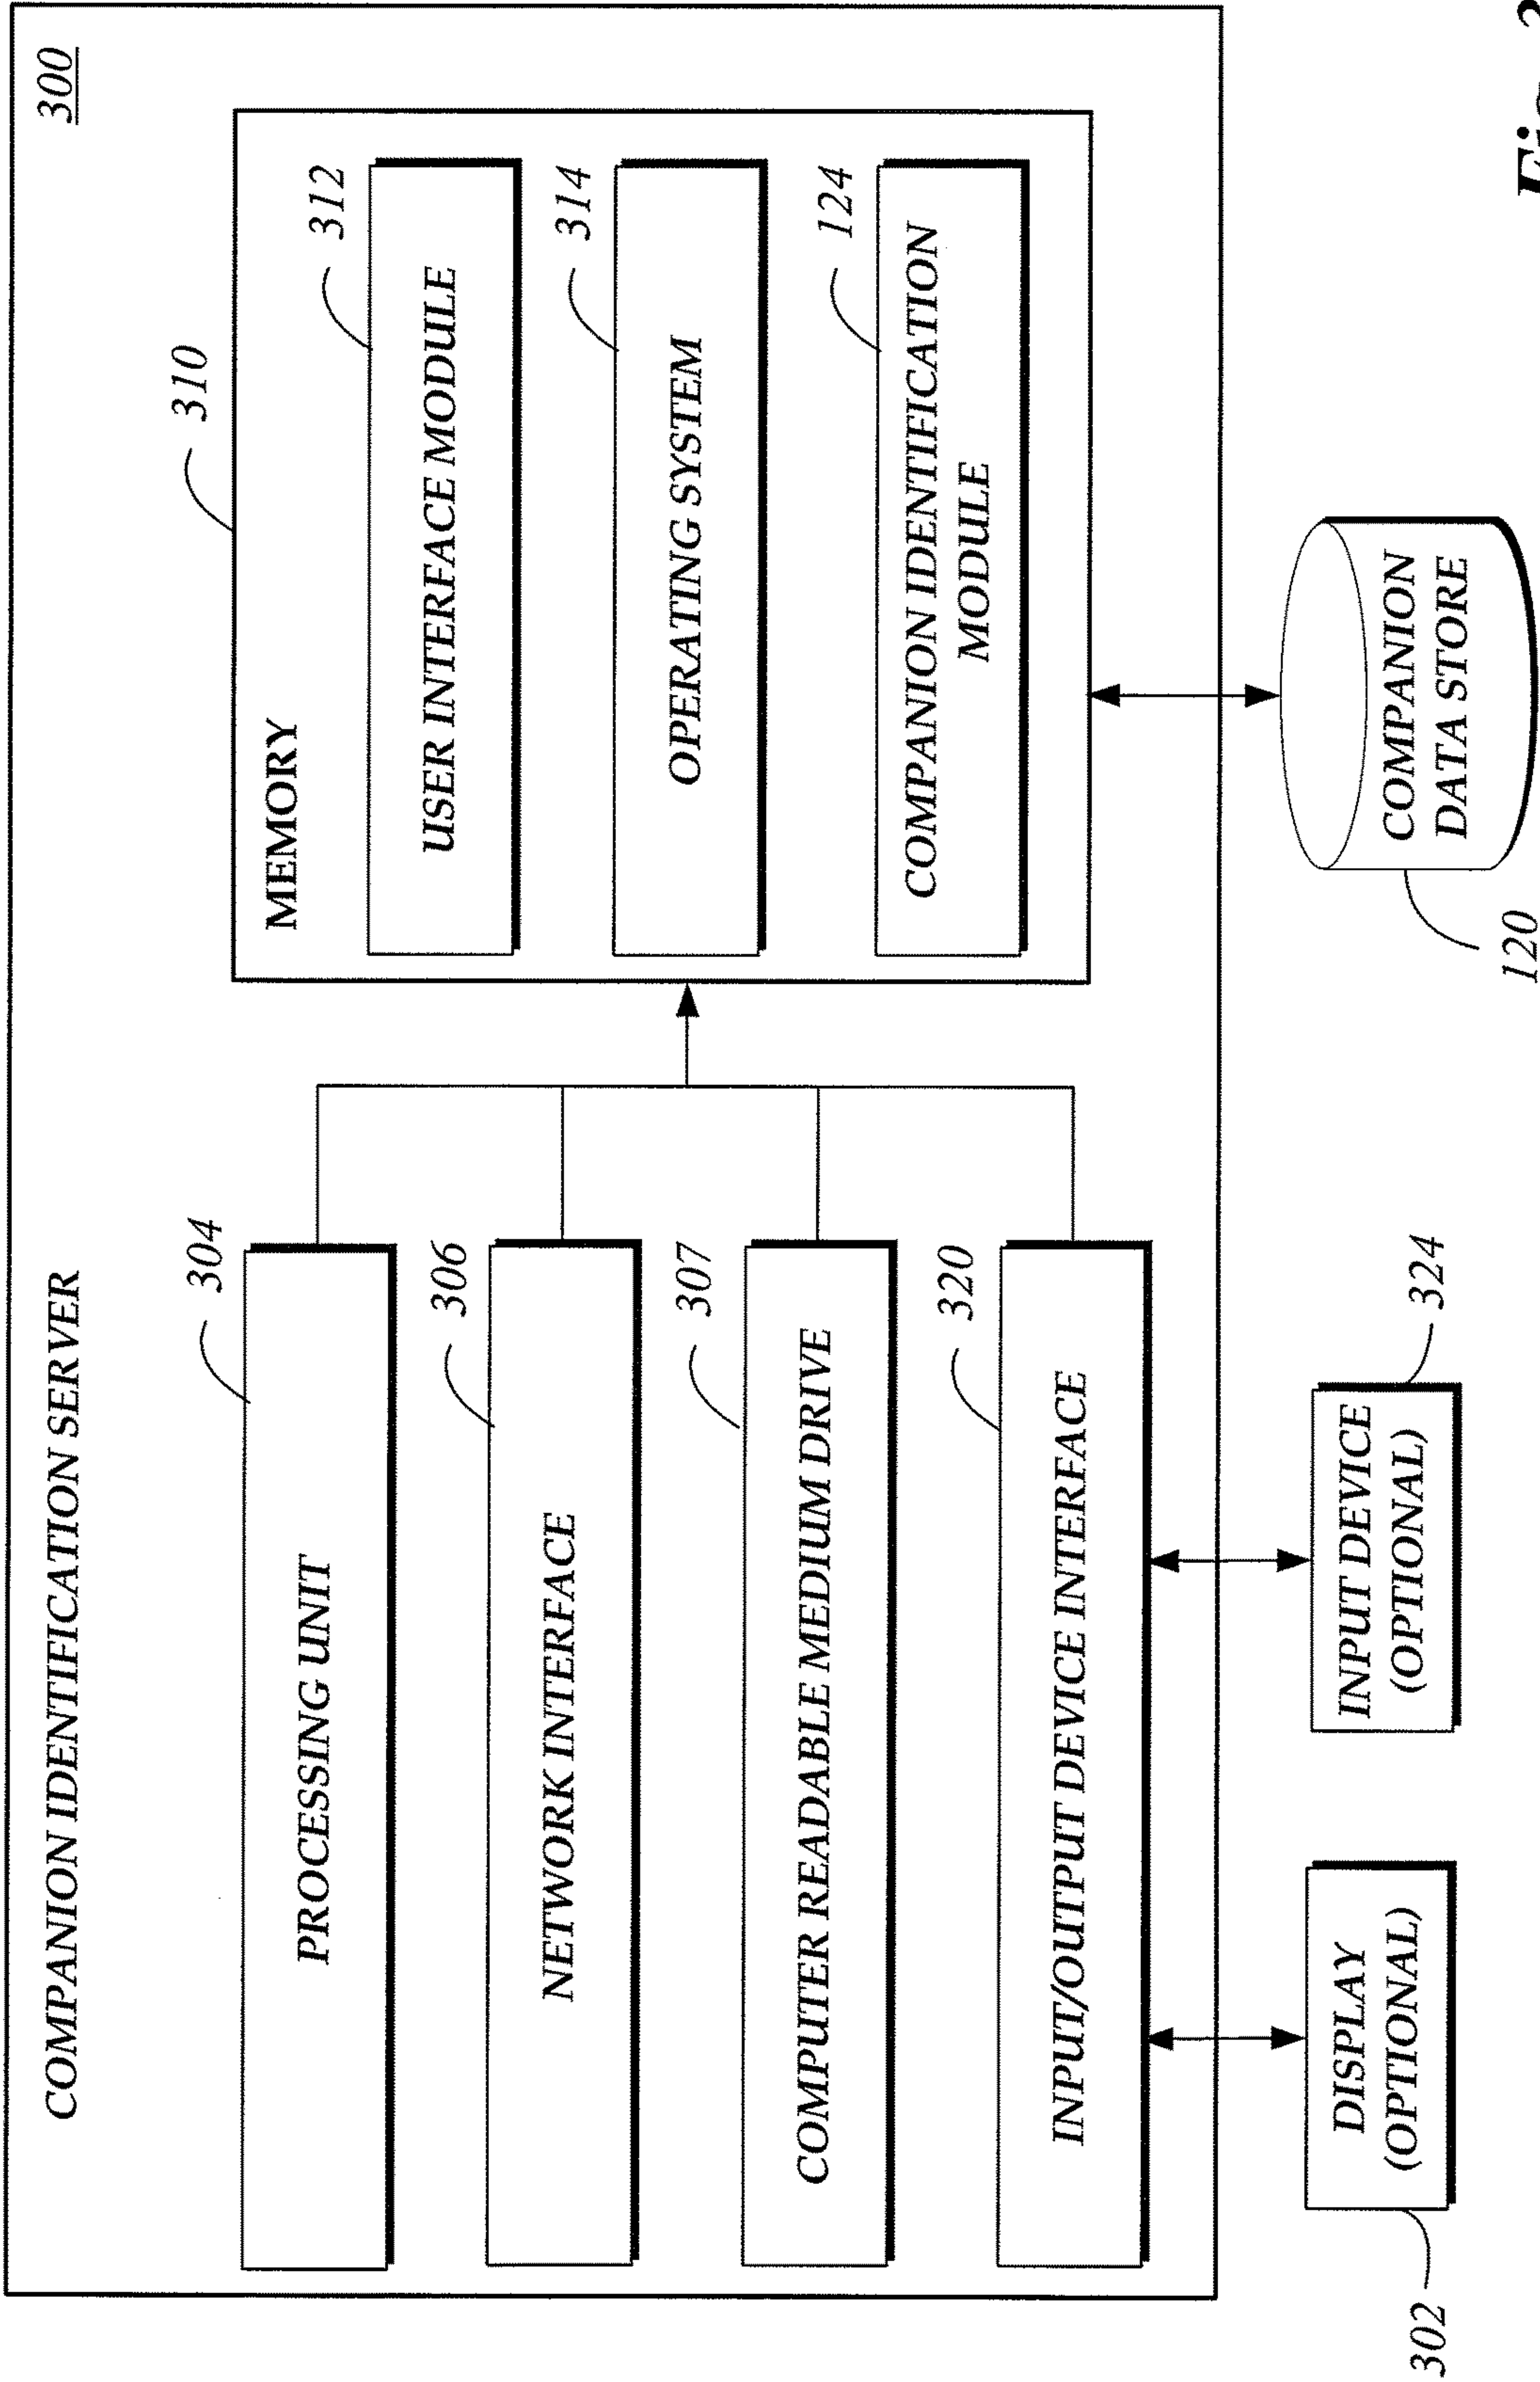 COMPANION IDENTIFICATION SERVER
300
304
PROCESSING UNIT
306
NETWORK INTERFACE
307
COMPUTER READABLE MEDIUM DRIVE
320
INPUT/OUTPUT DEVICE INTERFACE
310
MEMORY
312
USER INTERFACE MODULE
314
OPERATING SYSTEM
124
COMPANION IDENTIFICATION
MODULE
302
DISPLAY
(OPTIONAL)
324
INPUT DEVICE
(OPTIONAL)
120
COMPANION
DATA STORE